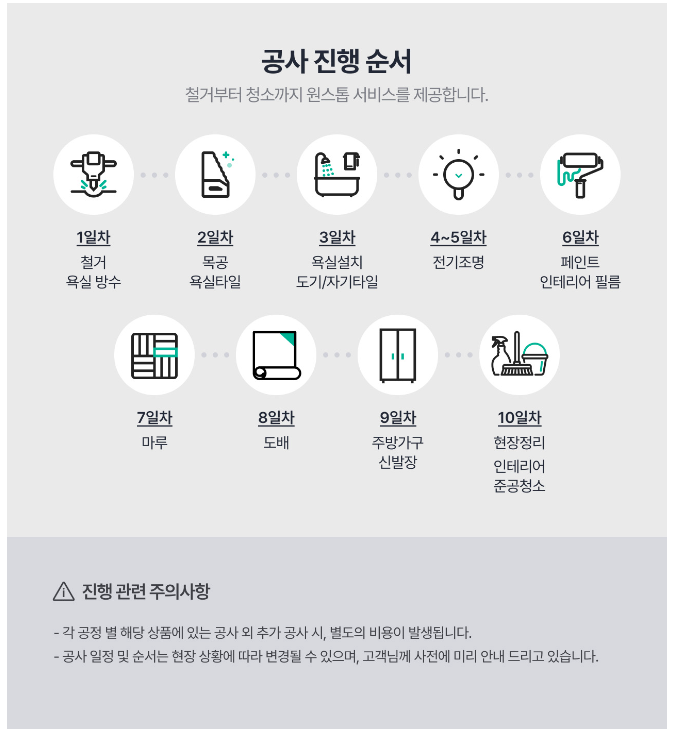 공사 진행 순서
철거부터 청소까지 원스톱 서비스를 제공합니다.
1일차
철거
욕실 방수
2일차
목공
욕실타일
3일차
욕실설치
도기/자기타일
4~5일차
전기조명
6일차
페인트
인테리어 필름
7일차
마루
8일차
도배
9일차
주방가구
신발장
10일차
현장정리
인테리어
준공청소
진행 관련 주의사항
- 각 공정 별 해당 상품에 있는 공사 외 추가 공사 시, 별도의 비용이 발생됩니다.
- 공사 일정 및 순서는 현장 상황에 따라 변경될 수 있으며, 고객님께 사전에 미리 안내 드리고 있습니다.